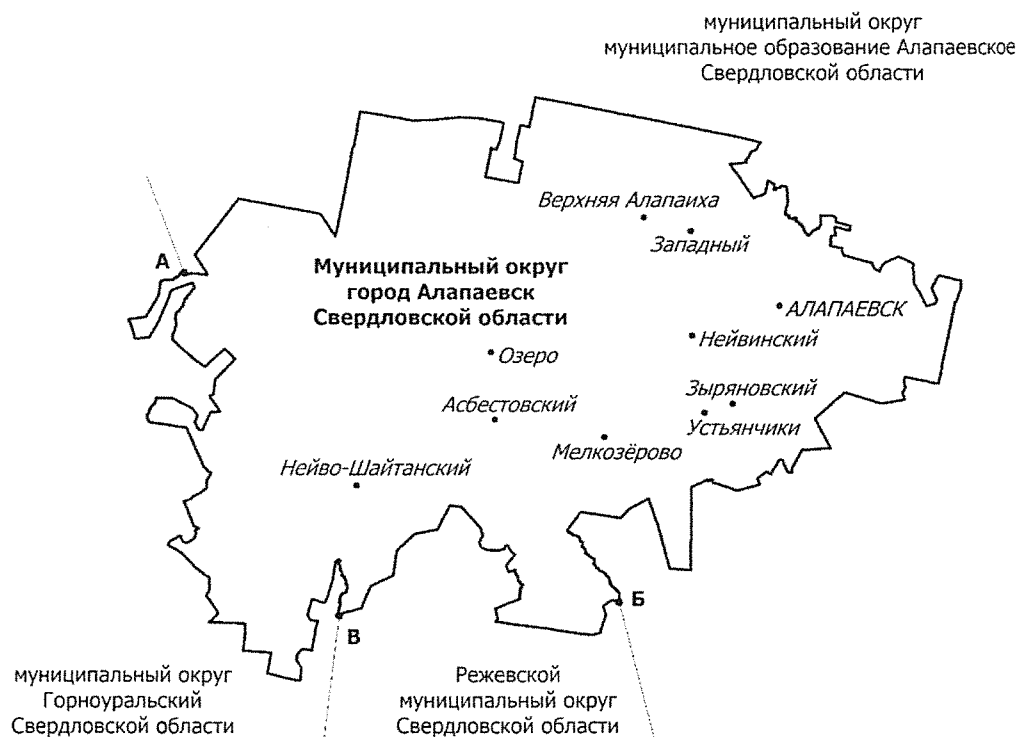 муниципальный округ
муниципальное образование Алапаевское
Свердловской области
Верхняя Алапаиха
Западный
А
Муниципальный округ
город Алапаевск
Свердловской области
АЛАПАЕВСК
Нейвинский
Озеро
Зыряновский
Асбестовский
Устьянчики
Мелкозёрово
Нейво-Шайтанский
Б
В
муниципальный округ
Горноуральский
Свердловской области
Режевской
муниципальный округ
Свердловской области